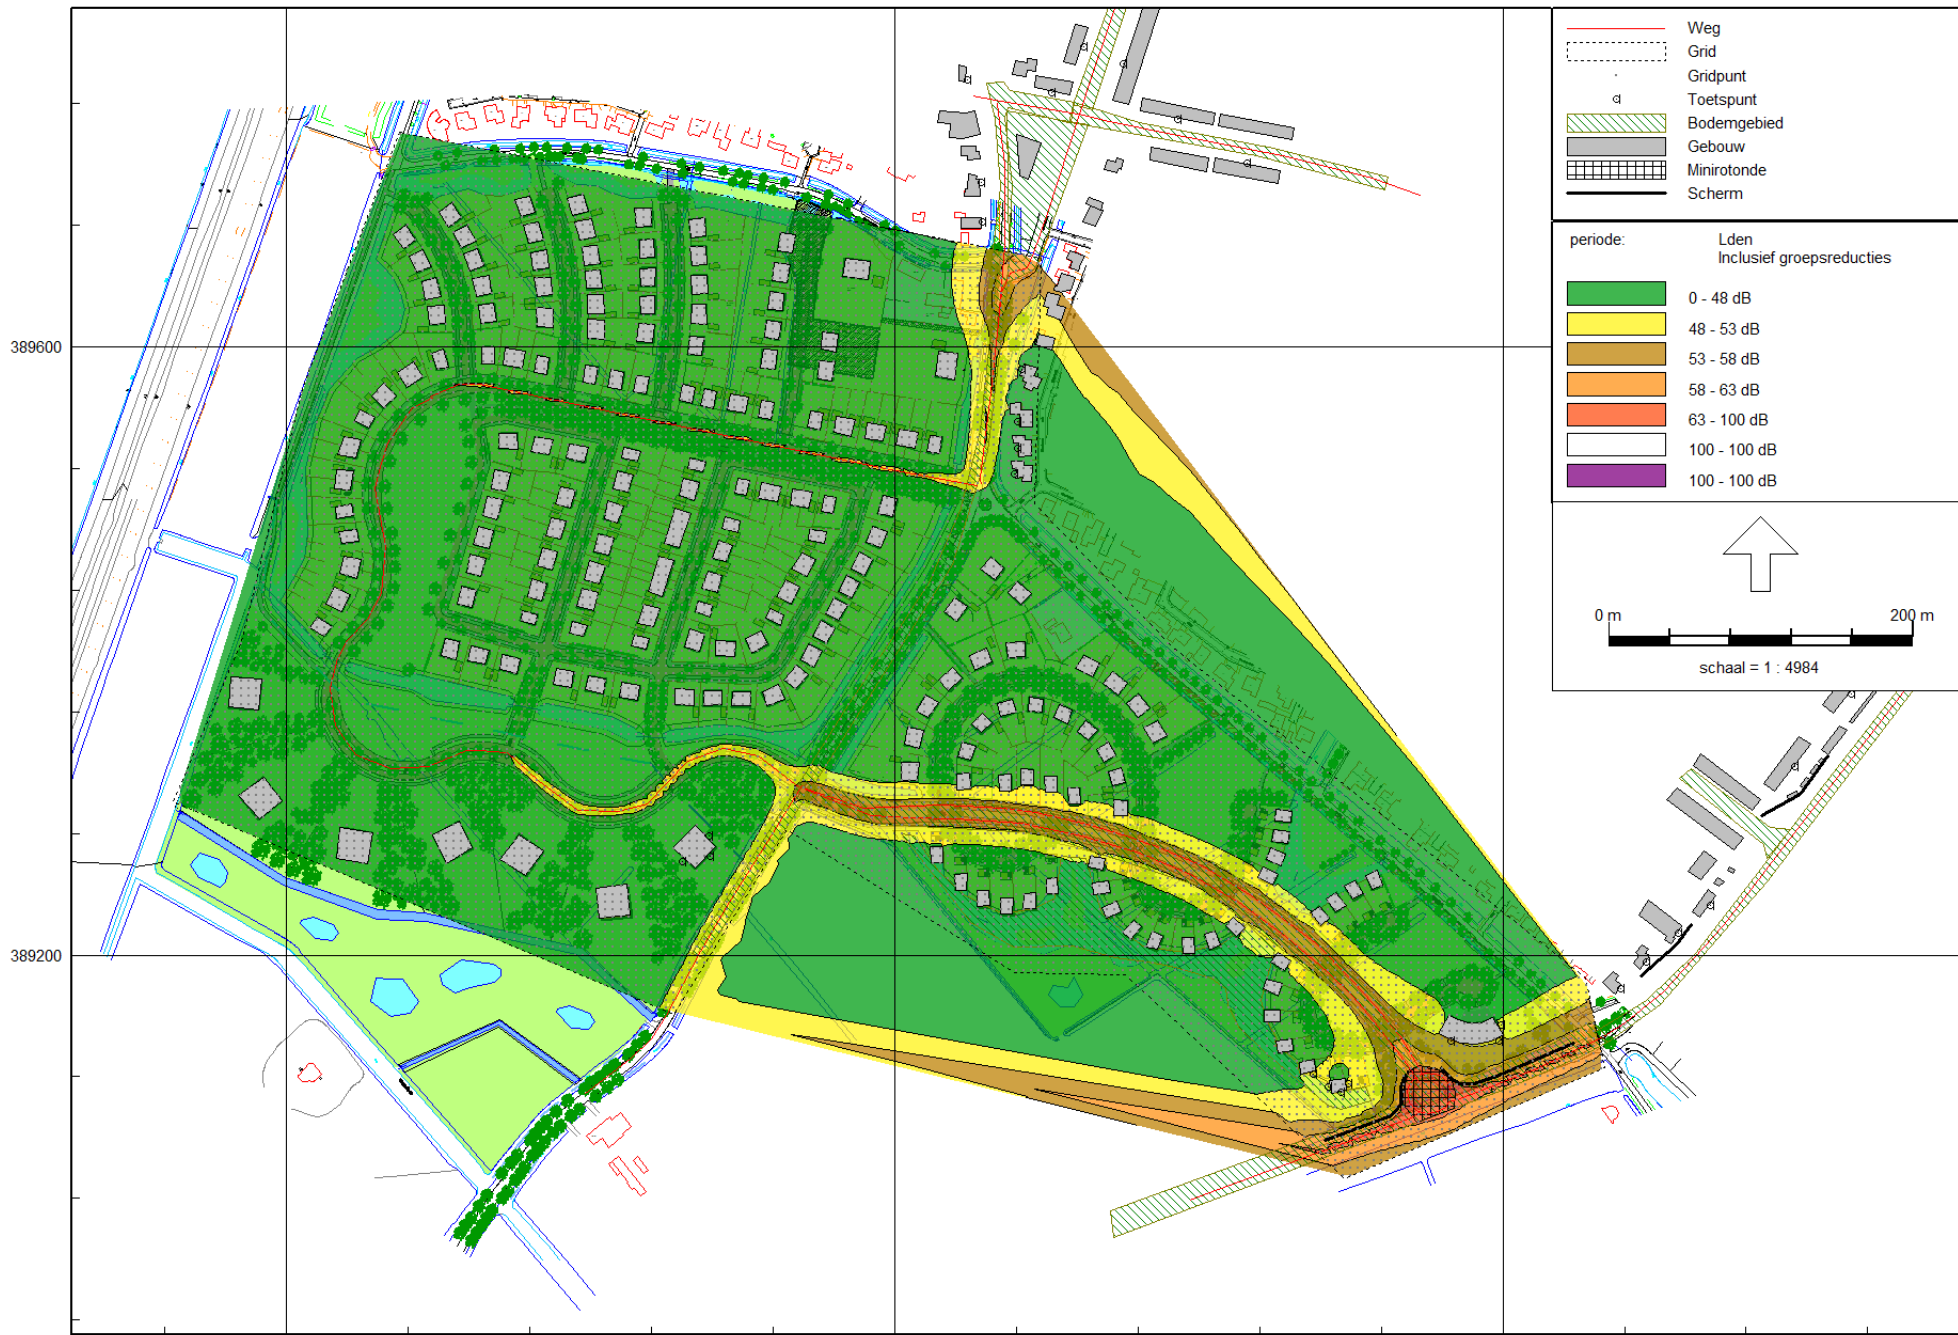 Weg
Grid
Gridpunt
Toetspunt
Bodemgebied
Gebouw
Minirotonde
Scherm
periode: Lden
Inclusief groepsreducties
0 - 48 dB
48 - 53 dB
53 - 58 dB
58 - 63 dB
63 - 100 dB
100 - 100 dB
100 - 100 dB
0 m 200 m
schaal = 1 : 4984
389600
389200